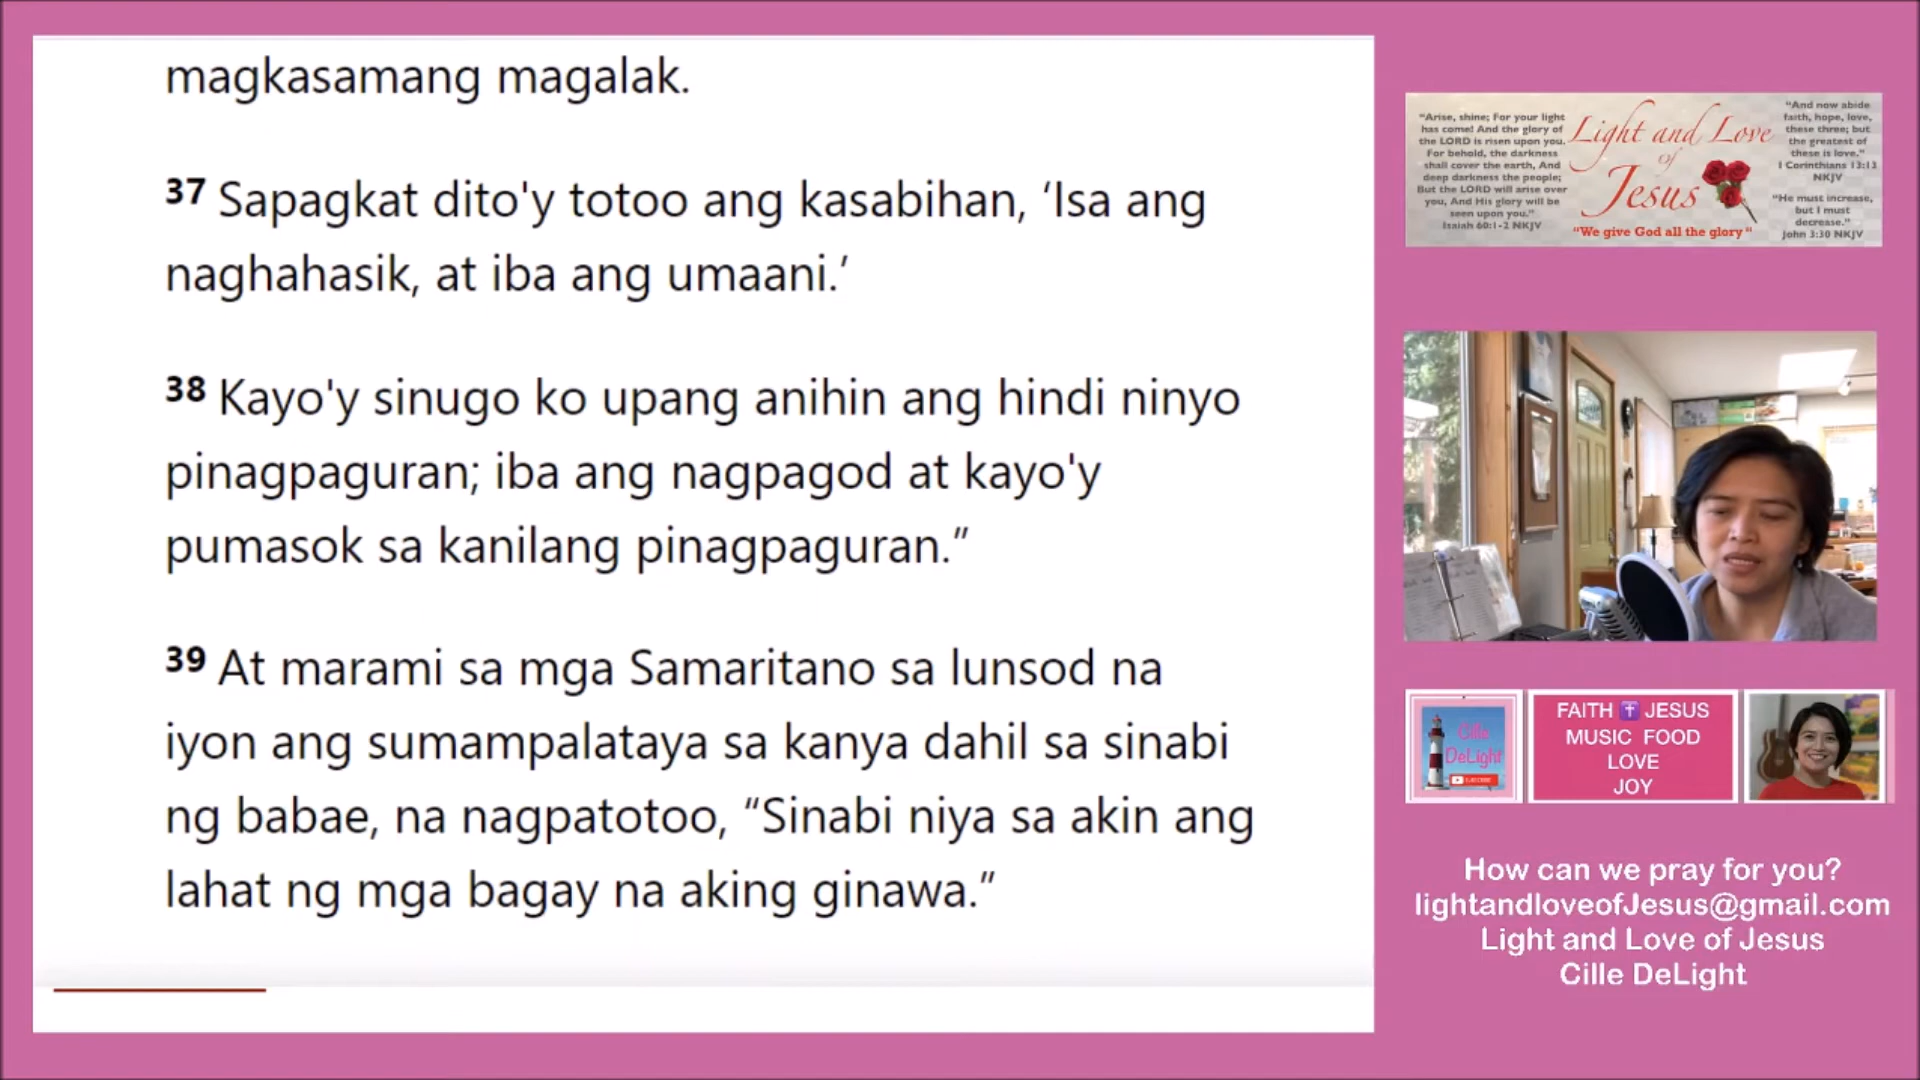 magkasamang magalak.
37 Sapagkat dito'y totoo ang kasabihan, ‘Isa ang
naghahasik, at iba ang umaani.’
38 Kayo'y sinugo ko upang anihin ang hindi ninyo
pinagpaguran; iba ang nagpagod at kayo'y
pumasok sa kanilang pinagpaguran.”
39 At marami sa mga Samaritano sa lunsod na
iyon ang sumampalataya sa kanya dahil sa sinabi
ng babae, na nagpatotoo, “Sinabi niya sa akin ang
lahat ng mga bagay na aking ginawa.”
“Arise, shine; For your light
has come! And the glory of
the LORD is risen upon you.
For behold, the darkness
shall cover the earth, And
deep darkness the people;
But the LORD will arise over
you, And His glory will be
seen upon you.”
Isaiah 60:1-2 NKJV
Light and Love
of
Jesus
“We give God all the glory“
“And now abide
faith, hope, love,
these three; but
the greatest of
these is love.”
I Corinthians 13:13
NKJV
“He must increase,
but I must
decrease.”
John 3:30 NKJV
Cille
DeLight
SUBSCRIBE
FAITH ✝️ JESUS
MUSIC FOOD
LOVE
JOY
How can we pray for you?
lightandloveofJesus@gmail.com
Light and Love of Jesus
Cille DeLight